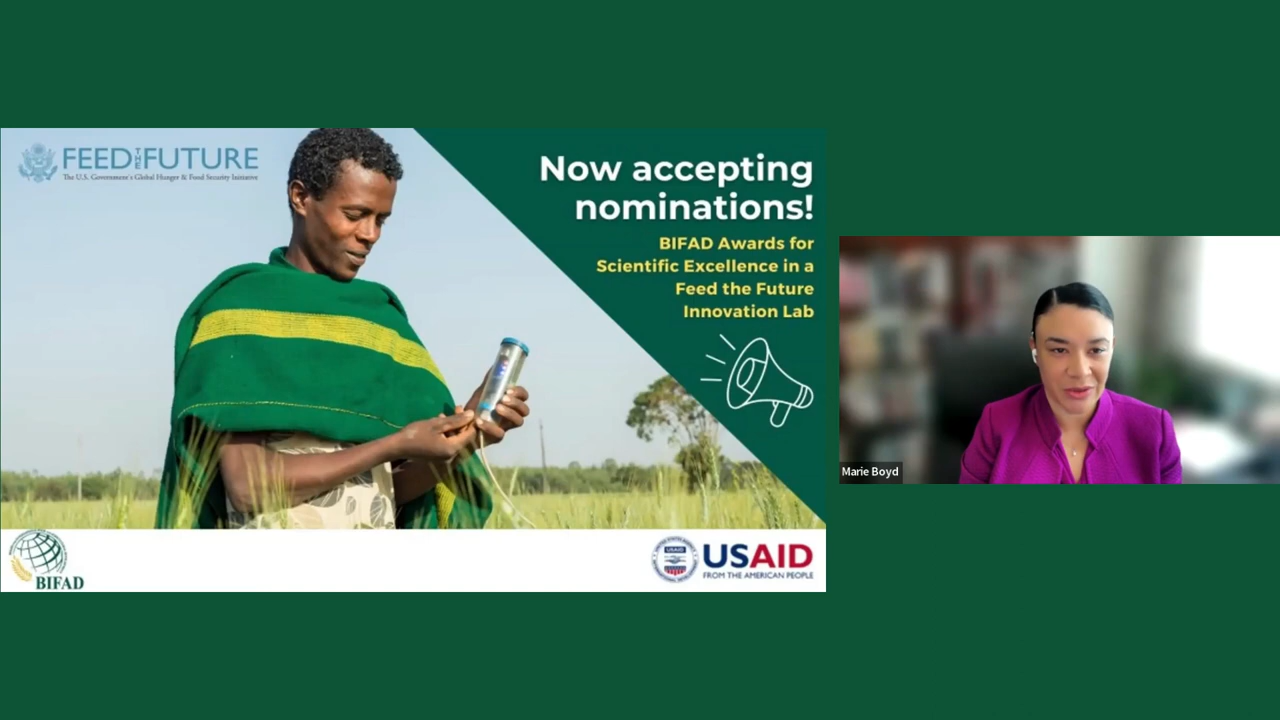 FEED THE FUTURE
The U.S. Government's Global Hunger & Food Security Initiative
Now accepting
nominations!
BIFAD Awards for
Scientific Excellence in a
Feed the Future
Innovation Lab
Marie Boyd
BIFAD
USAID
USAID
FROM THE AMERICAN PEOPLE